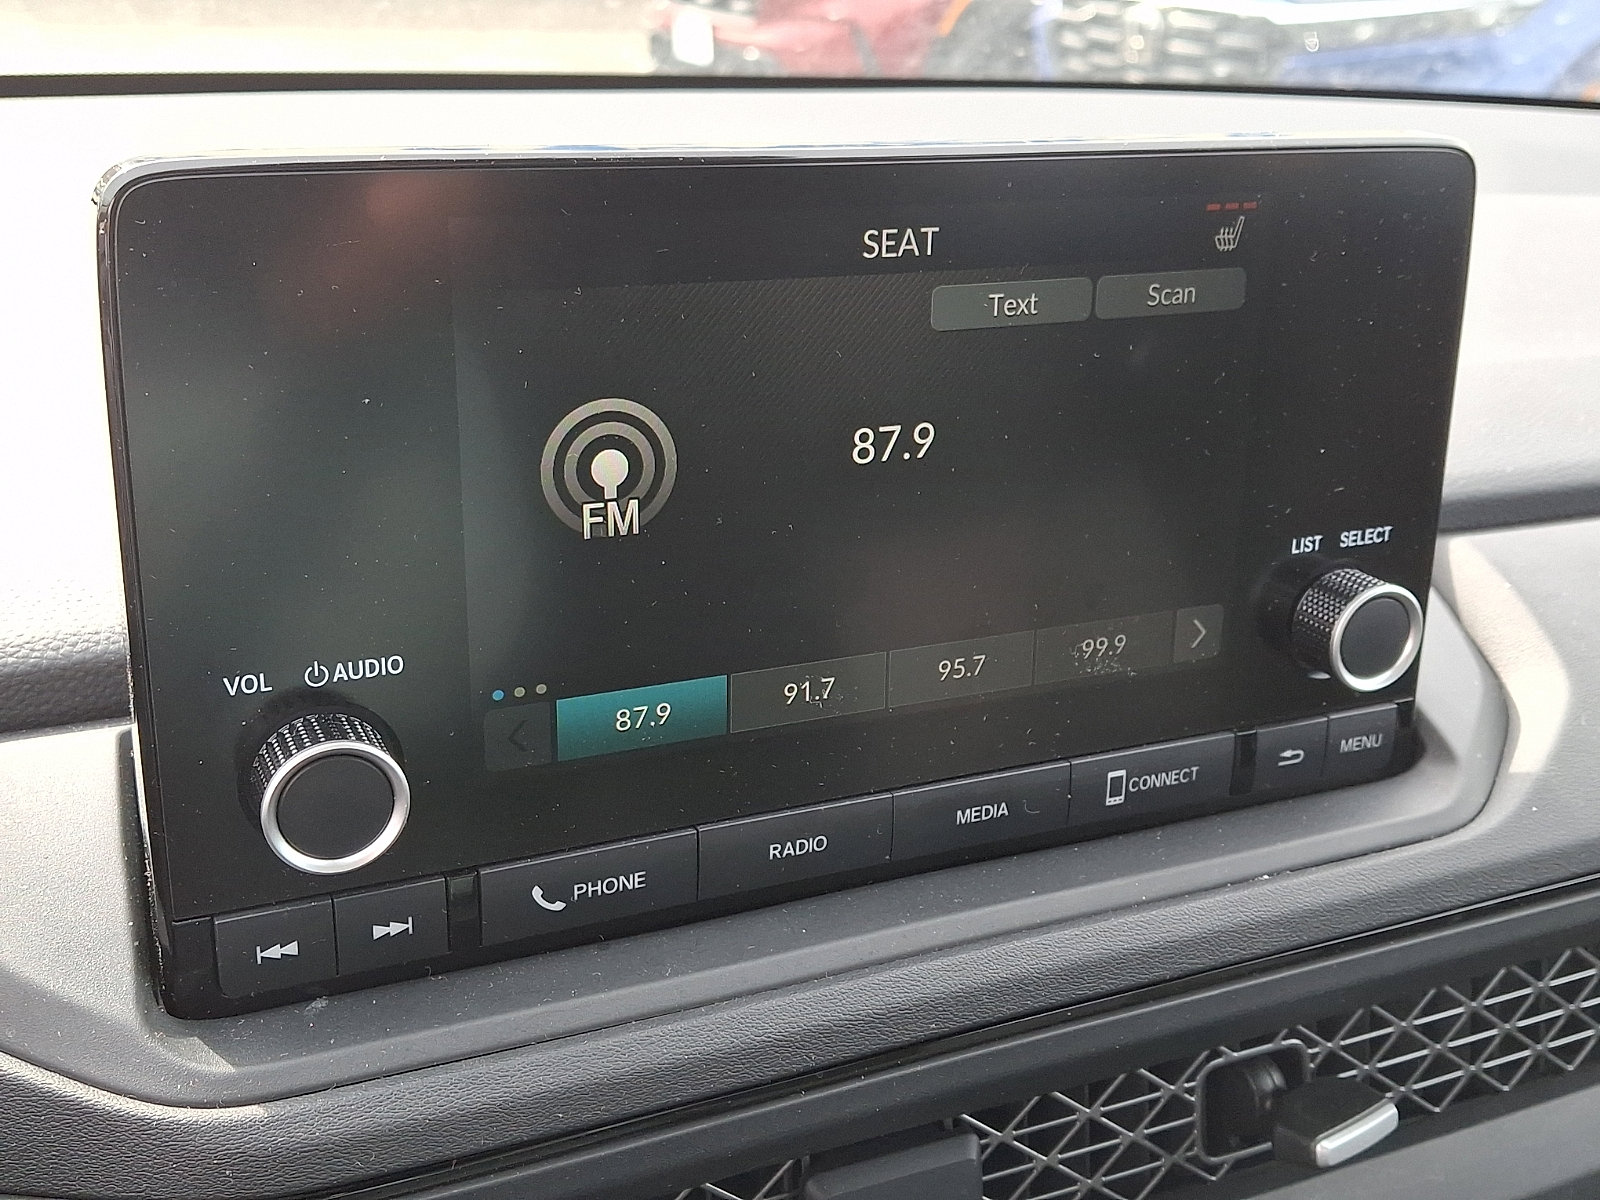 SEAT
Text Scan
87.9
FM
LIST SELECT
VOL AUDIO
87.9 91.7 95.7 99.9
PHONE RADIO MEDIA CONNECT MENU